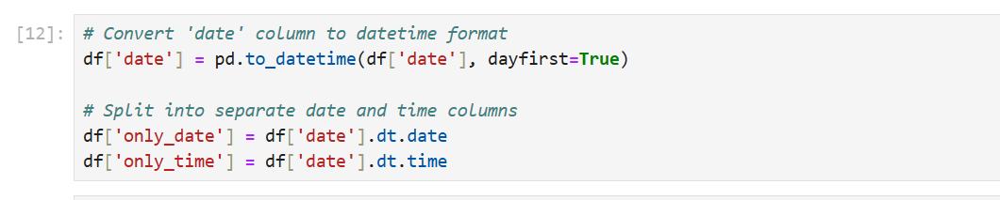 [12]: # Convert 'date' column to datetime format
df['date'] = pd.to_datetime(df['date'], dayfirst=True)
# Split into separate date and time columns
df['only_date'] = df['date'].dt.date
df['only_time'] = df['date'].dt.time